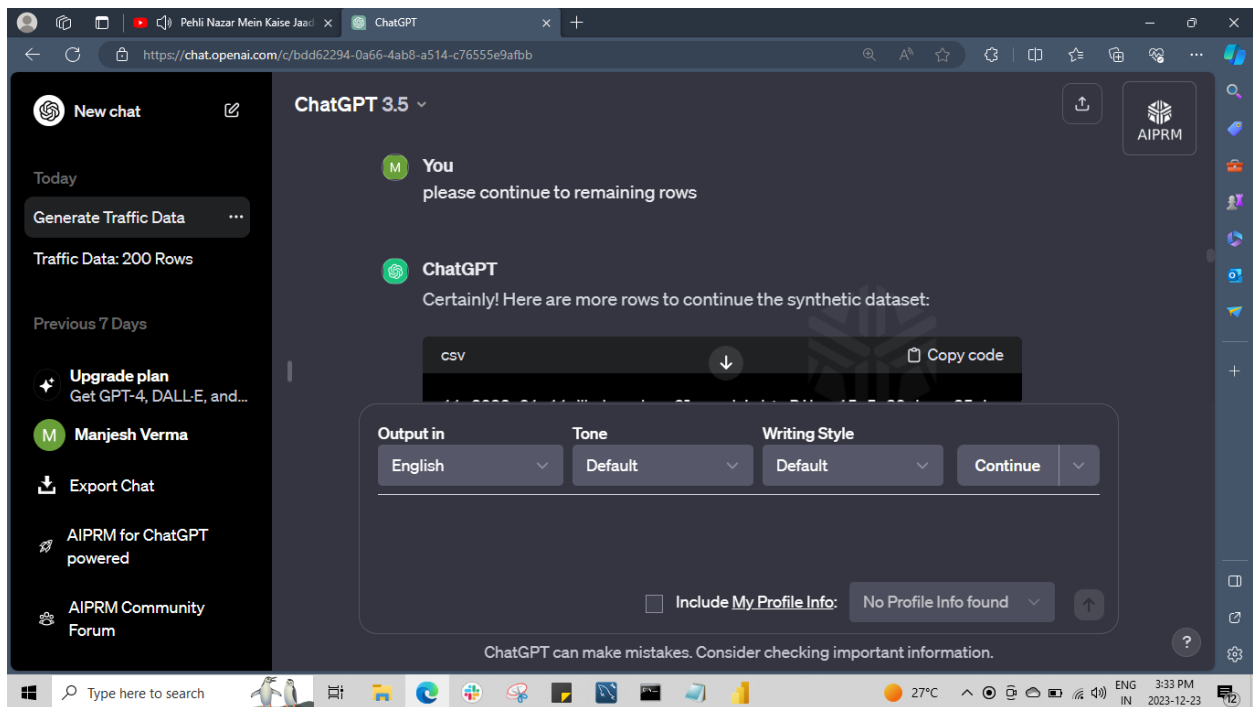 Pehli Nazar Mein Kaise Jaad
ChatGPT
https://chat.openai.com/c/bdd62294-0a66-4ab8-a514-c76555e9afbb
New chat
ChatGPT 3.5
AIPRM
Today
Generate Traffic Data
Traffic Data: 200 Rows
Previous 7 Days
Upgrade plan
Get GPT-4, DALL·E, and...
M
Manjesh Verma
Export Chat
AIPRM for ChatGPT
powered
AIPRM Community
Forum
M
You
please continue to remaining rows
ChatGPT
Certainly! Here are more rows to continue the synthetic dataset:
csv
Copy code
Output in
Tone
Writing Style
English
Default
Default
Continue
Include My Profile Info:
No Profile Info found
ChatGPT can make mistakes. Consider checking important information.
?
Type here to search
27°C
ENG
IN
3:33 PM
2023-12-23
12